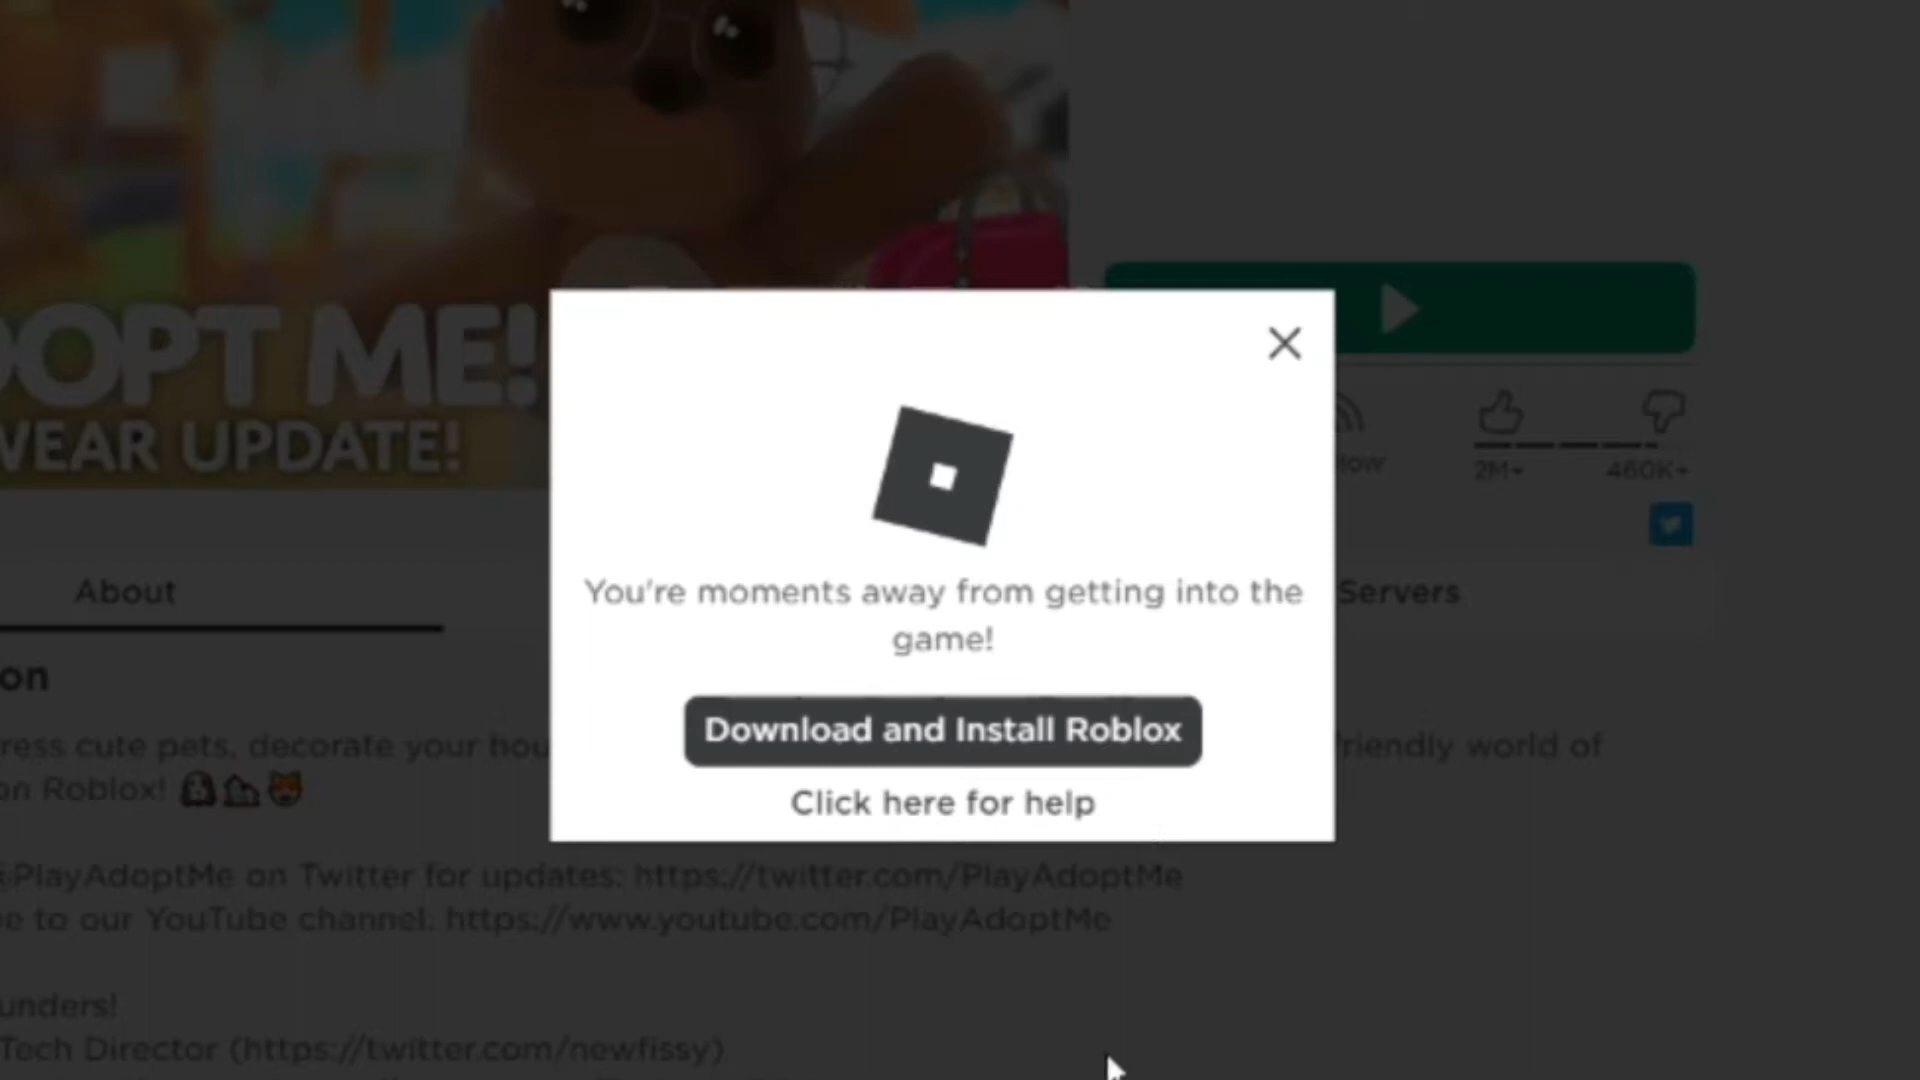 OPT ME!
WEAR UPDATE!
You're moments away from getting into the
game!
Download and Install Roblox
Click here for help
2M+
460K+
About
Servers
on
ress cute pets, decorate your hou
riendly world of
on Roblox!
PlayAdoptMe on Twitter for updates: https://twitter.com/PlayAdoptMe
e to our YouTube channel: https://www.youtube.com/PlayAdoptMe
unders!
Tech Director (https://twitter.com/newfissy)